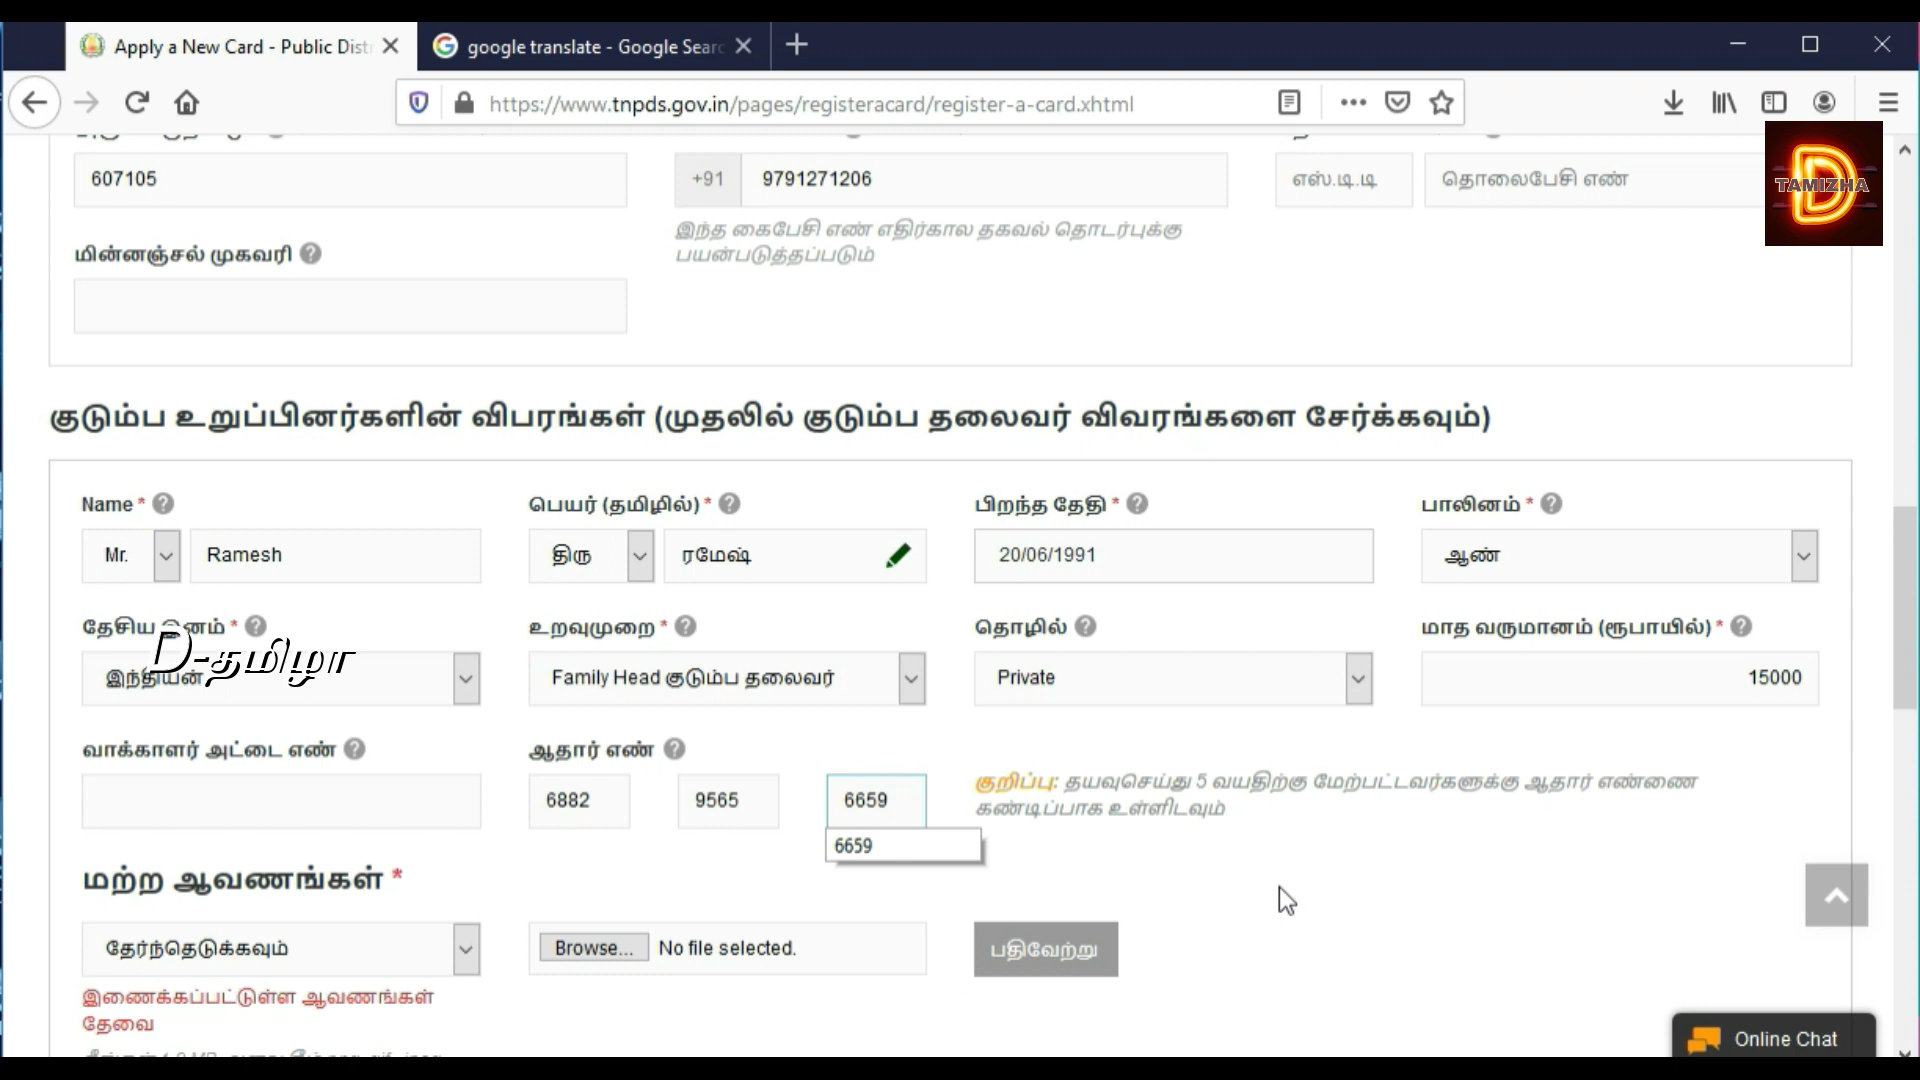 Apply a New Card - Public Distr
google translate - Google Searc
https://www.tnpds.gov.in/pages/registeracard/register-a-card.xhtml
TAMIZHA
607105
+91 9791271206
எஸ்.டி.டி தொலைபேசி எண்
இந்த கைபேசி எண் எதிர்கால தகவல் தொடர்புக்கு
பயன்படுத்தப்படும்
மின்னஞ்சல் முகவரி
குடும்ப உறுப்பினர்களின் விபரங்கள் (முதலில் குடும்ப தலைவர் விவரங்களை சேர்க்கவும்)
Name * பெயர் (தமிழில்) * பிறந்த தேதி * பாலினம் *
Mr. Ramesh திரு ரமேஷ் 20/06/1991 ஆண்
தேசிய இனம் * உறவுமுறை * தொழில் மாத வருமானம் (ரூபாயில்) *
D-தமிழா
இந்தியன் Family Head குடும்ப தலைவர் Private 15000
வாக்காளர் அட்டை எண் ஆதார் எண்
6882 9565 6659
குறிப்பு: தயவுசெய்து 5 வயதிற்கு மேற்பட்டவர்களுக்கு ஆதார் எண்ணை
கண்டிப்பாக உள்ளிடவும்
6659
மற்ற ஆவணங்கள் *
தேர்ந்தெடுக்கவும் Browse... No file selected. பதிவேற்று
இணைக்கப்பட்டுள்ள ஆவணங்கள்
தேவை
Online Chat